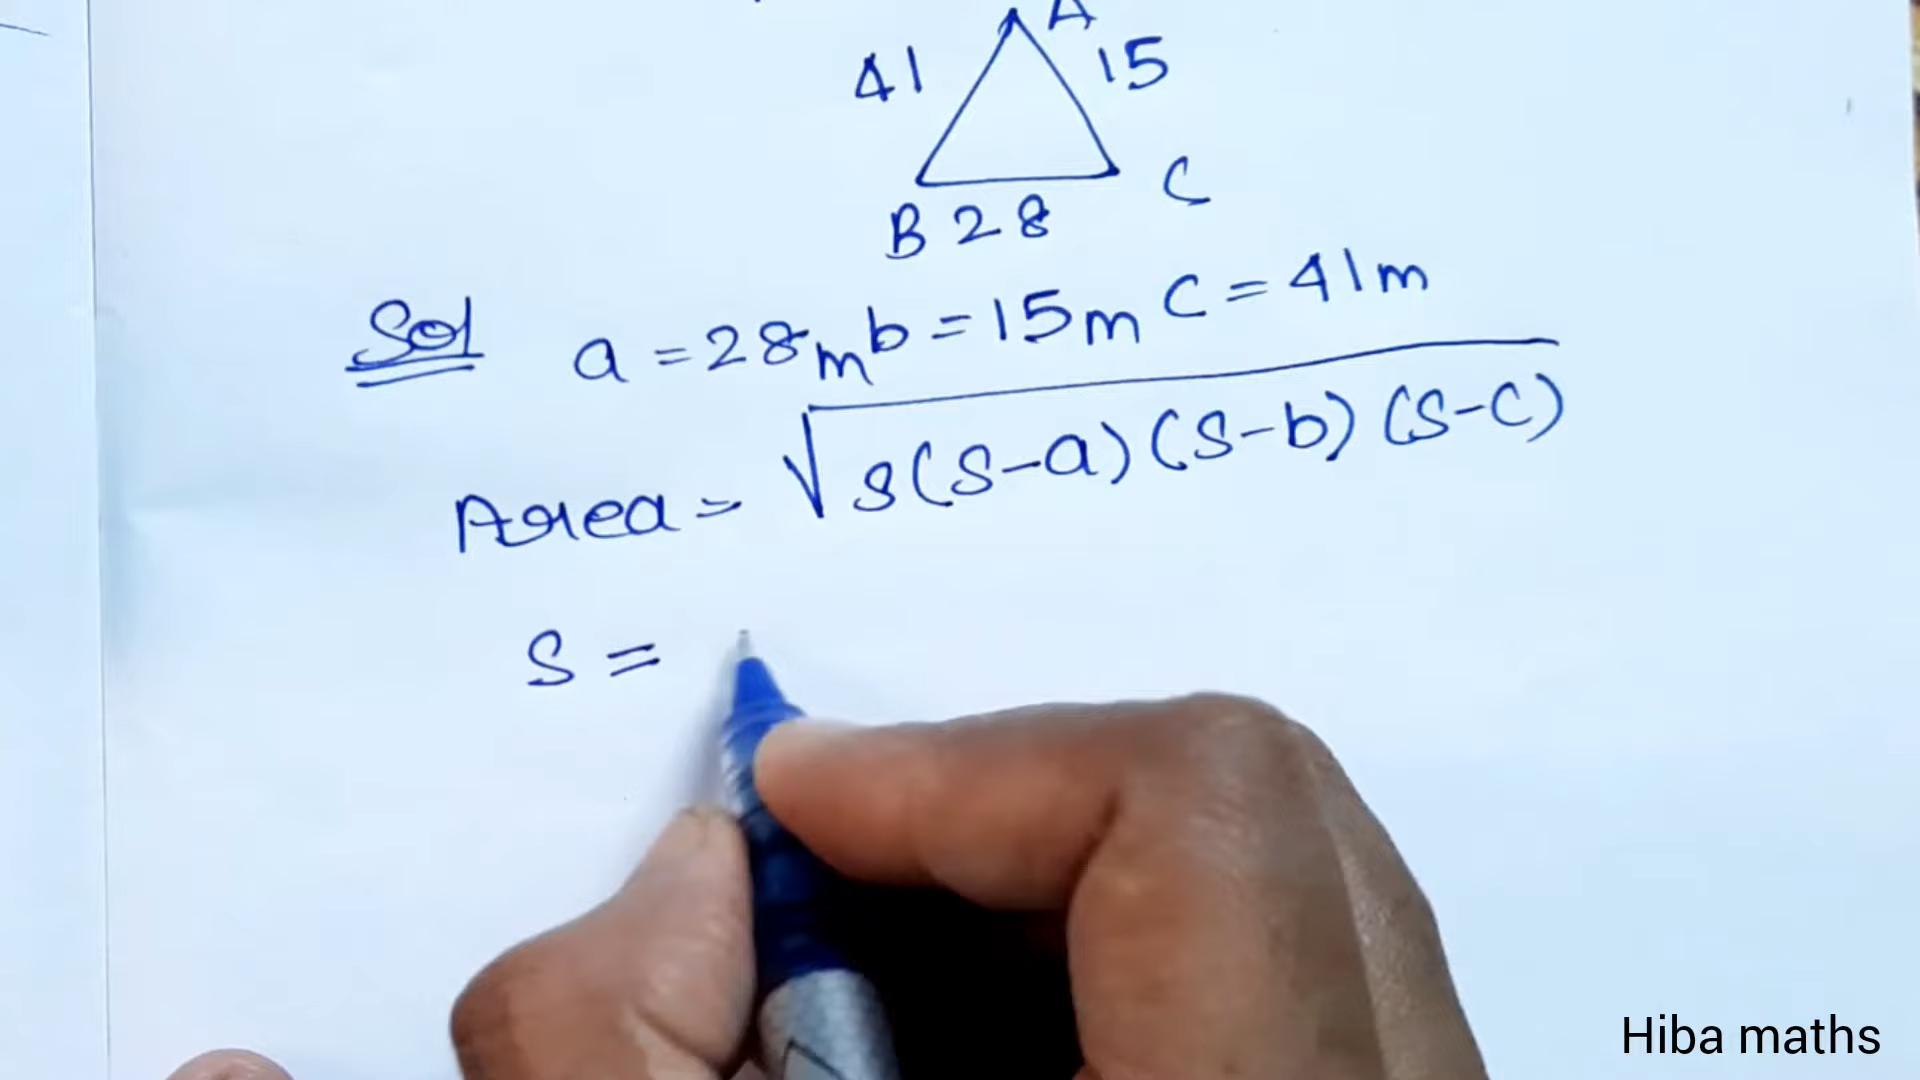 A
41
15
B 28
C
Sol a = 28m b = 15m C = 41m
Area = √s(s-a)(s-b)(s-c)
S =
Hiba maths